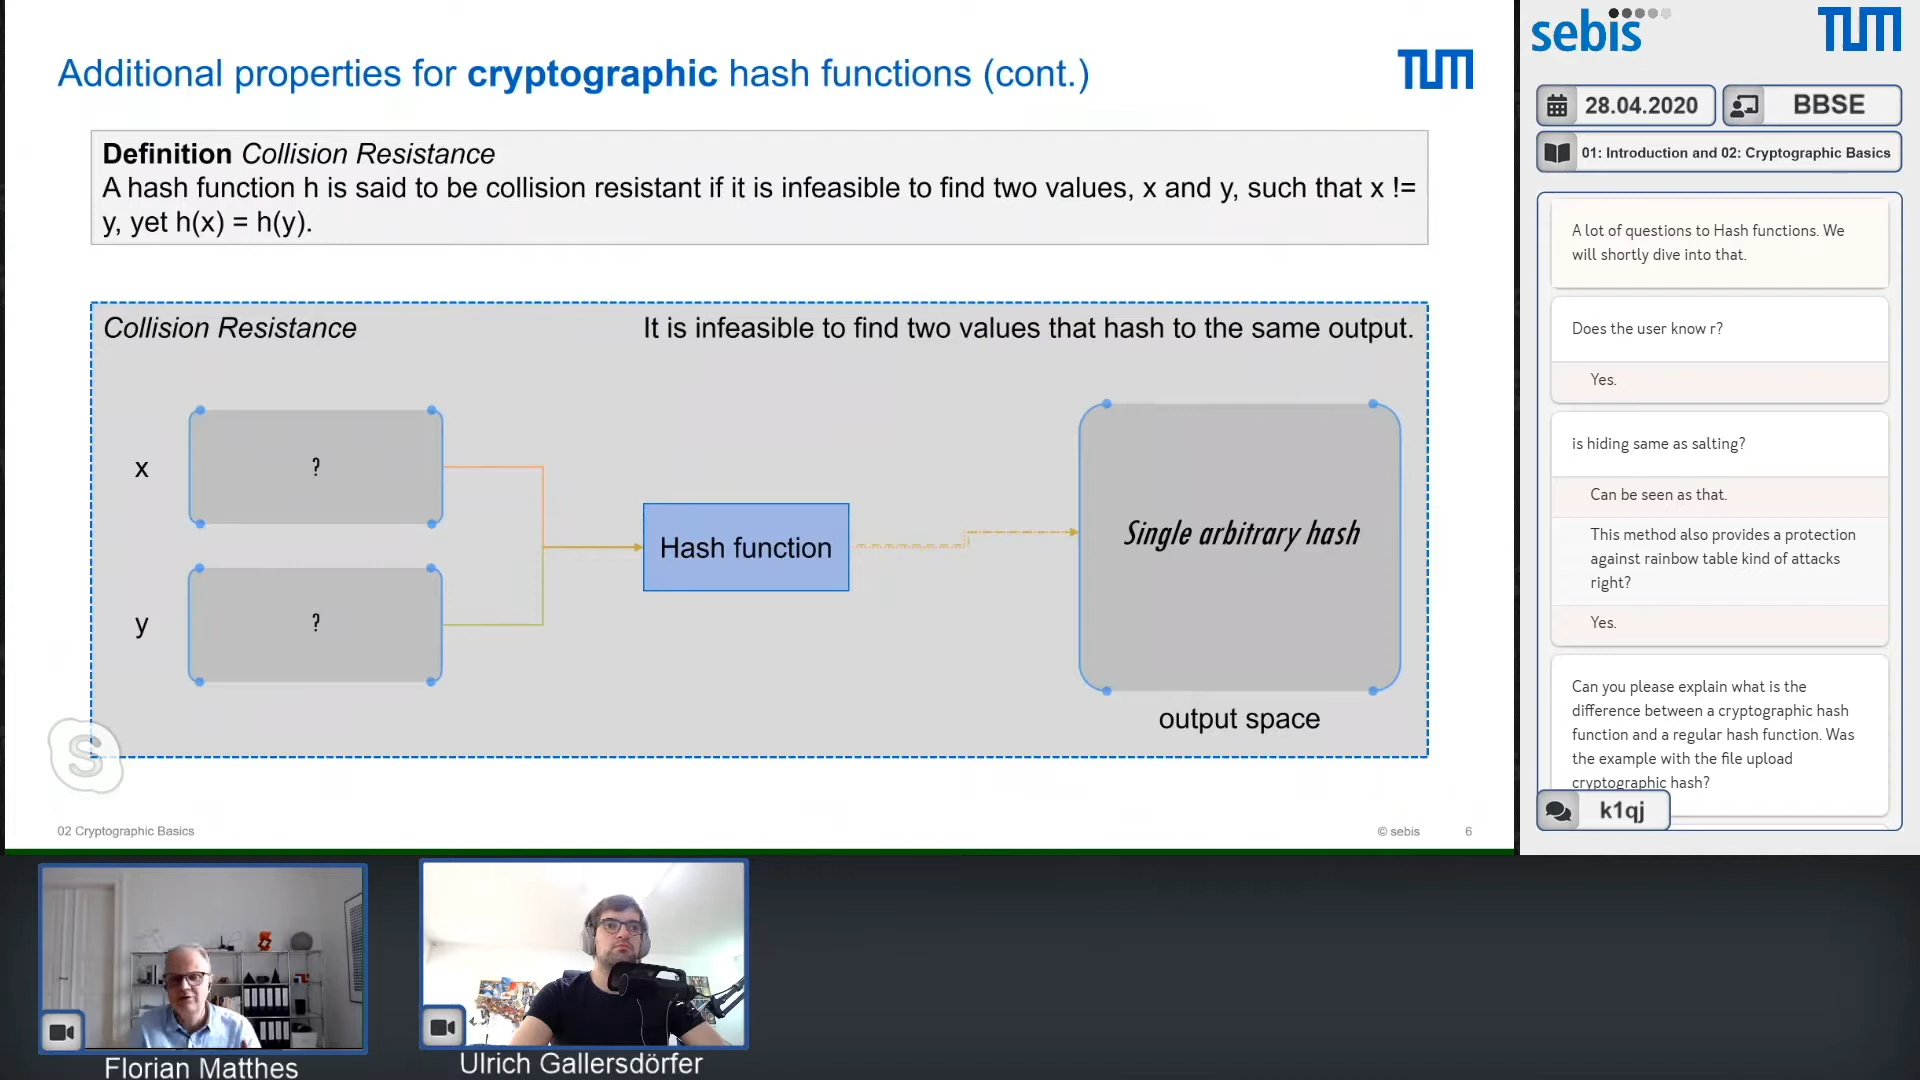 Additional properties for cryptographic hash functions (cont.)
TUM
Definition Collision Resistance
A hash function h is said to be collision resistant if it is infeasible to find two values, x and y, such that x !=
y, yet h(x) = h(y).
Collision Resistance
It is infeasible to find two values that hash to the same output.
x
?
y
?
Hash function
Single arbitrary hash
output space
S
02 Cryptographic Basics
© sebis
6
sebis
TUM
28.04.2020
BBSE
01: Introduction and 02: Cryptographic Basics
A lot of questions to Hash functions. We
will shortly dive into that.
Does the user know r?
Yes.
is hiding same as salting?
Can be seen as that.
This method also provides a protection
against rainbow table kind of attacks
right?
Yes.
Can you please explain what is the
difference between a cryptographic hash
function and a regular hash function. Was
the example with the file upload
cryptographic hash?
k1qj
Florian Matthes
Ulrich Gallersdörfer